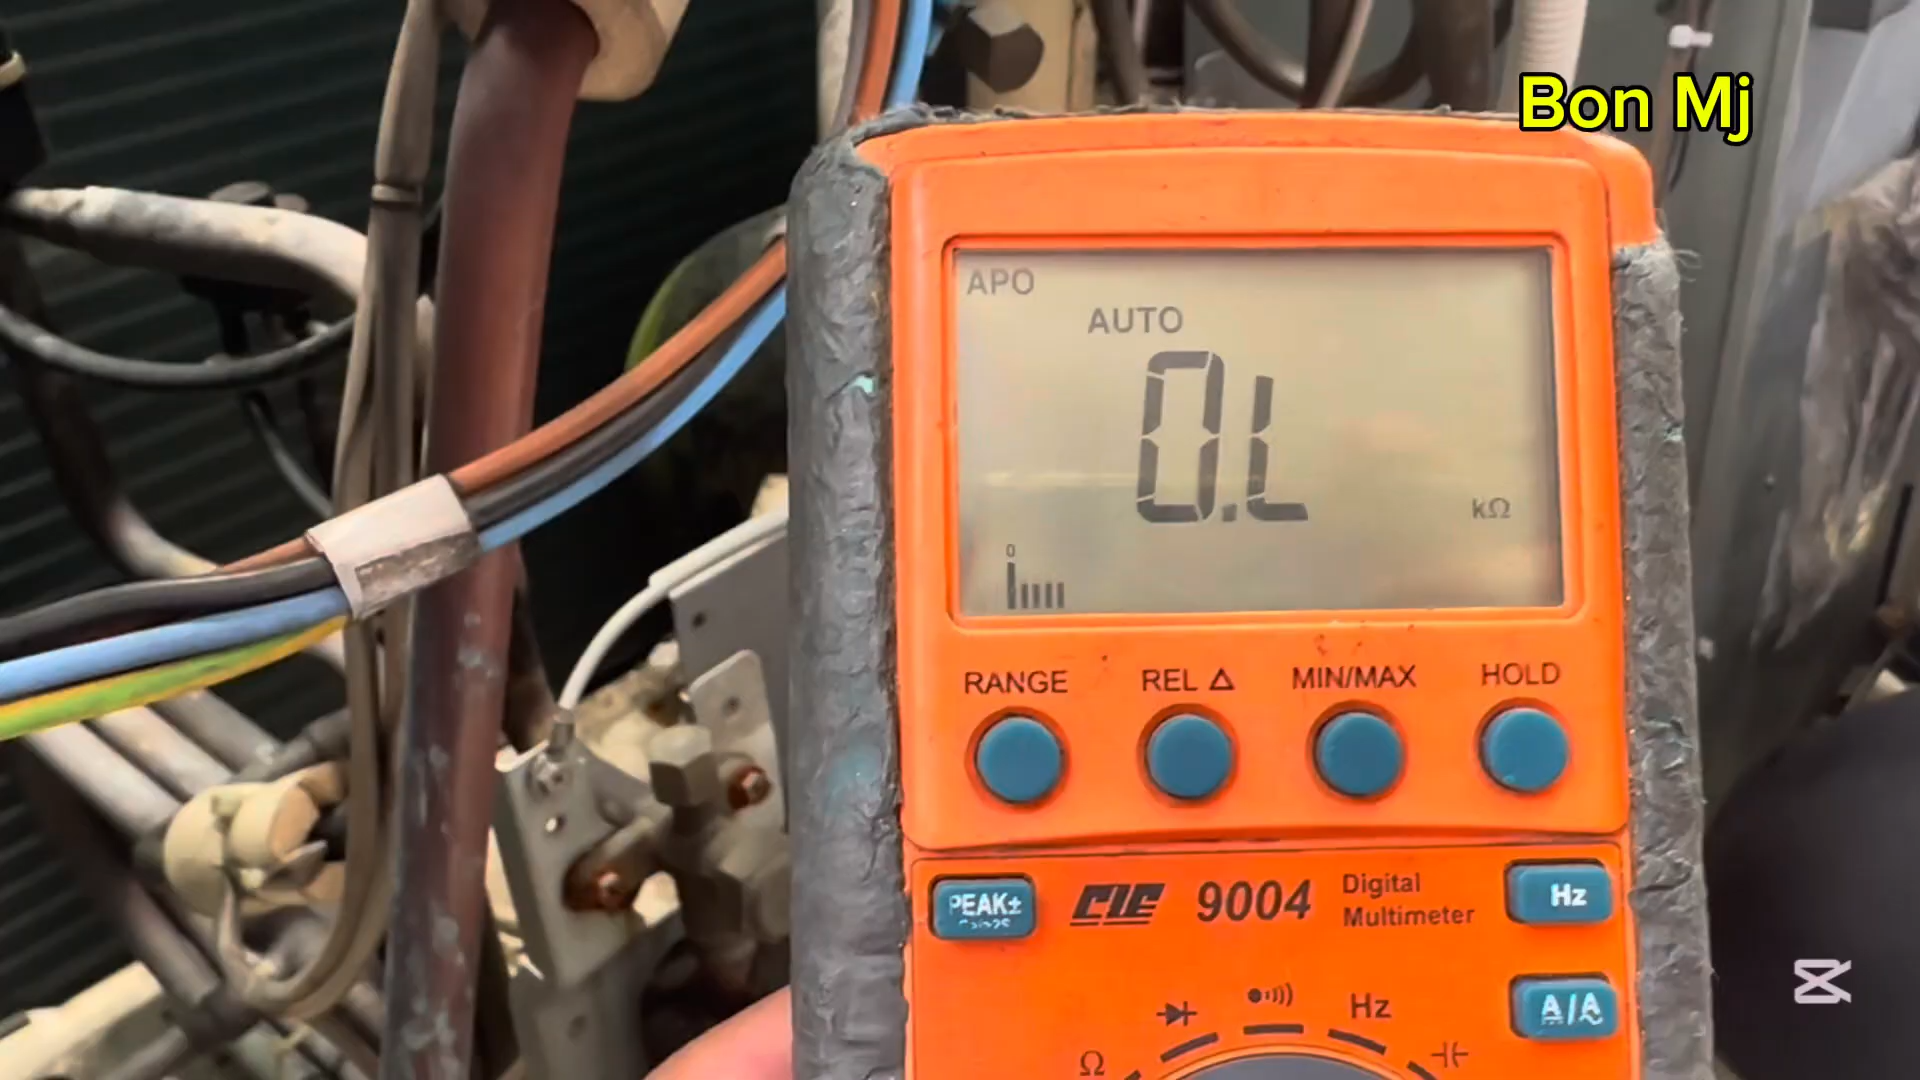 Bon Mj
APO
AUTO
0.L
kΩ
0
RANGE
REL Δ
MIN/MAX
HOLD
PEAK±
CIE 9004
Digital
Multimeter
Hz
Hz
A/A
Ω